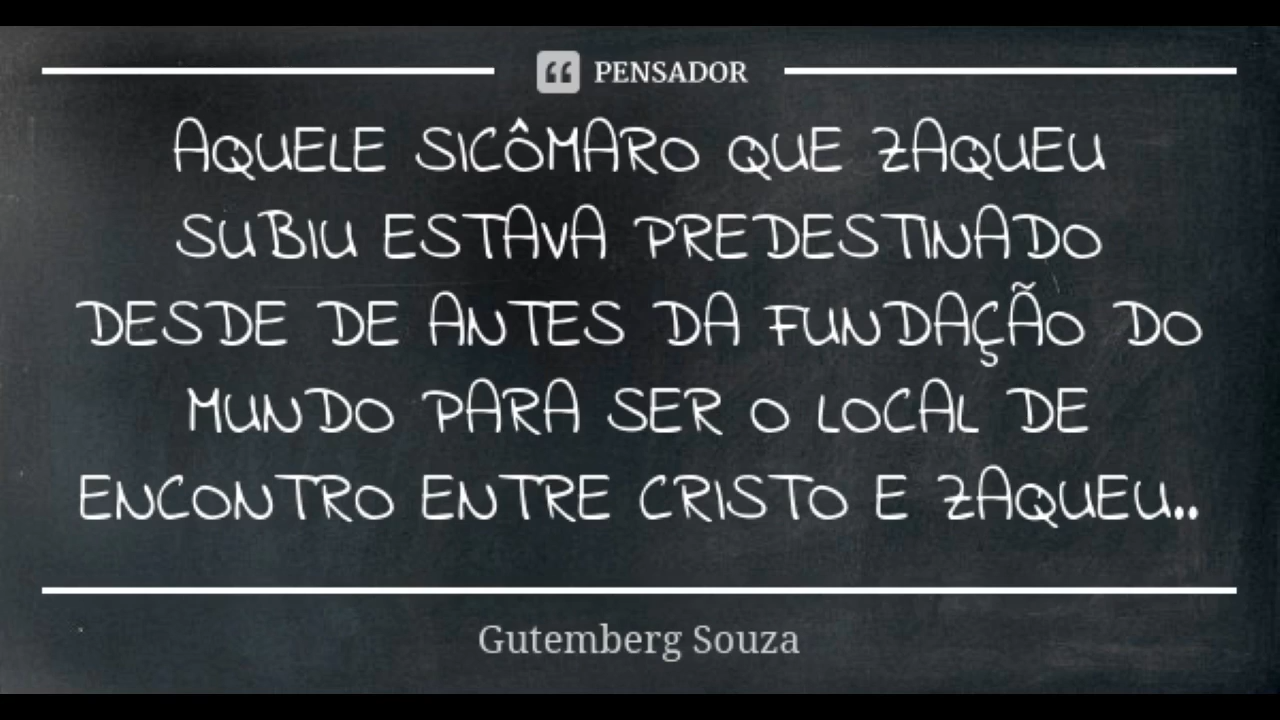 PENSADOR
AQUELE SICÔMARO QUE ZAQUEU
SUBIU ESTAVA PREDESTINADO
DESDE DE ANTES DA FUNDAÇÃO DO
MUNDO PARA SER O LOCAL DE
ENCONTRO ENTRE CRISTO E ZAQUEU..
Gutemberg Souza